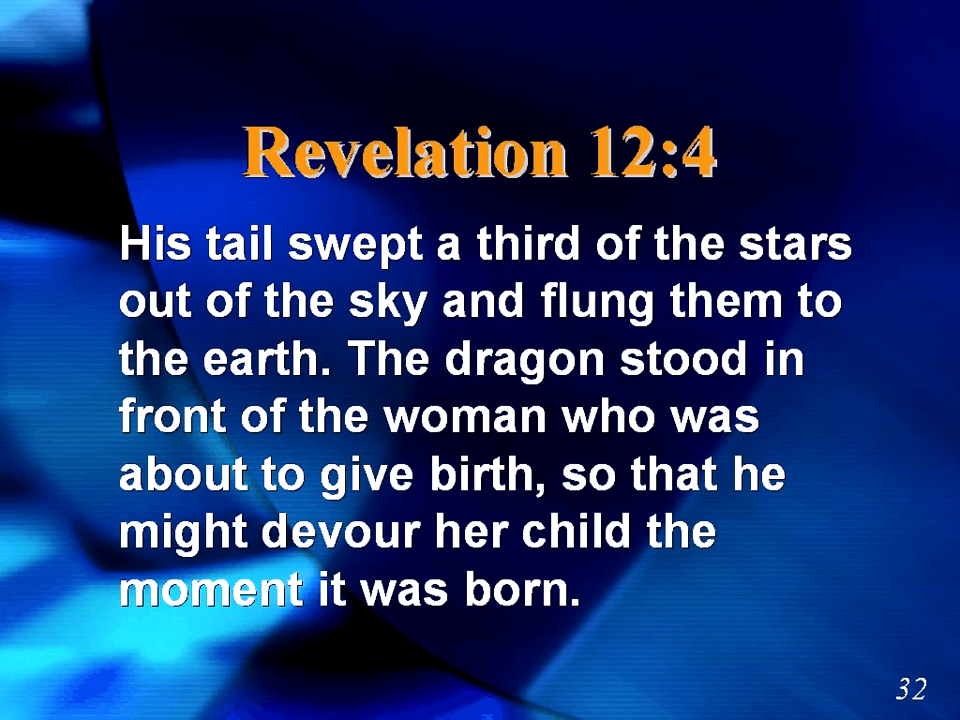 Revelation 12:4
His tail swept a third of the stars
out of the sky and flung them to
the earth. The dragon stood in
front of the woman who was
about to give birth, so that he
might devour her child the
moment it was born.
32